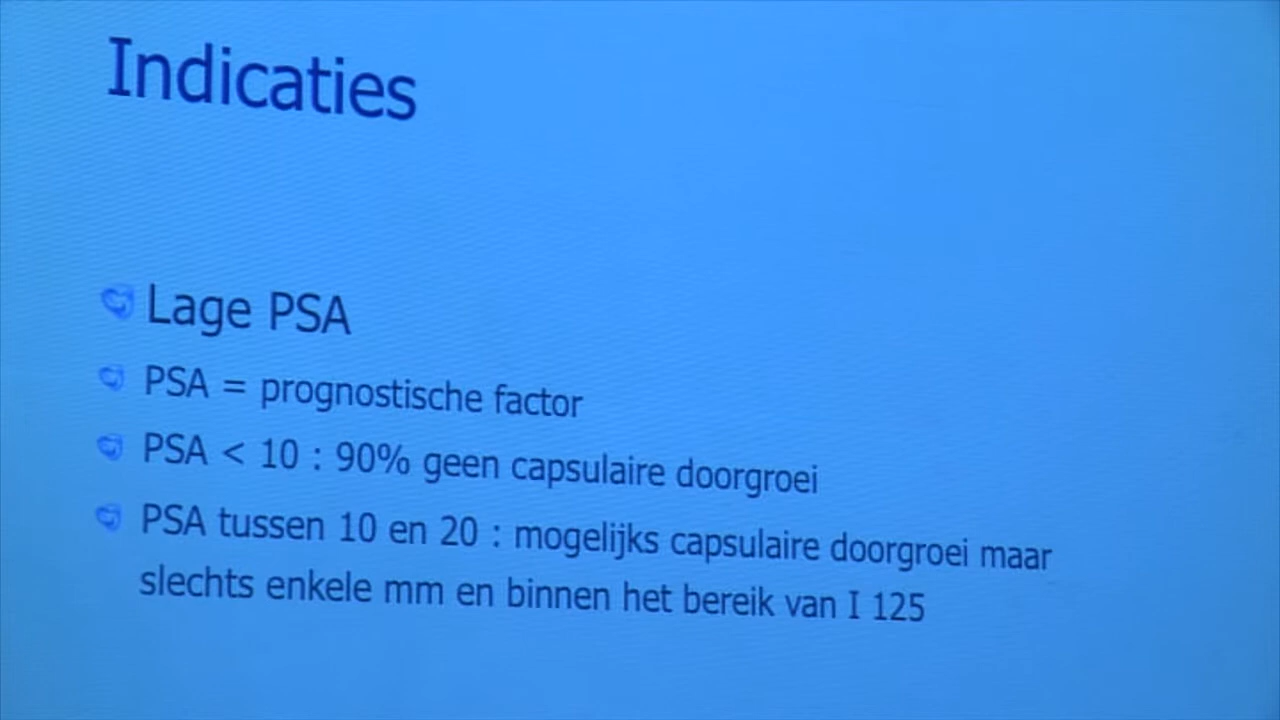 Indicaties
Lage PSA
PSA = prognostische factor
PSA < 10 : 90% geen capsulaire doorgroei
PSA tussen 10 en 20 : mogelijks capsulaire doorgroei maar
slechts enkele mm en binnen het bereik van I 125